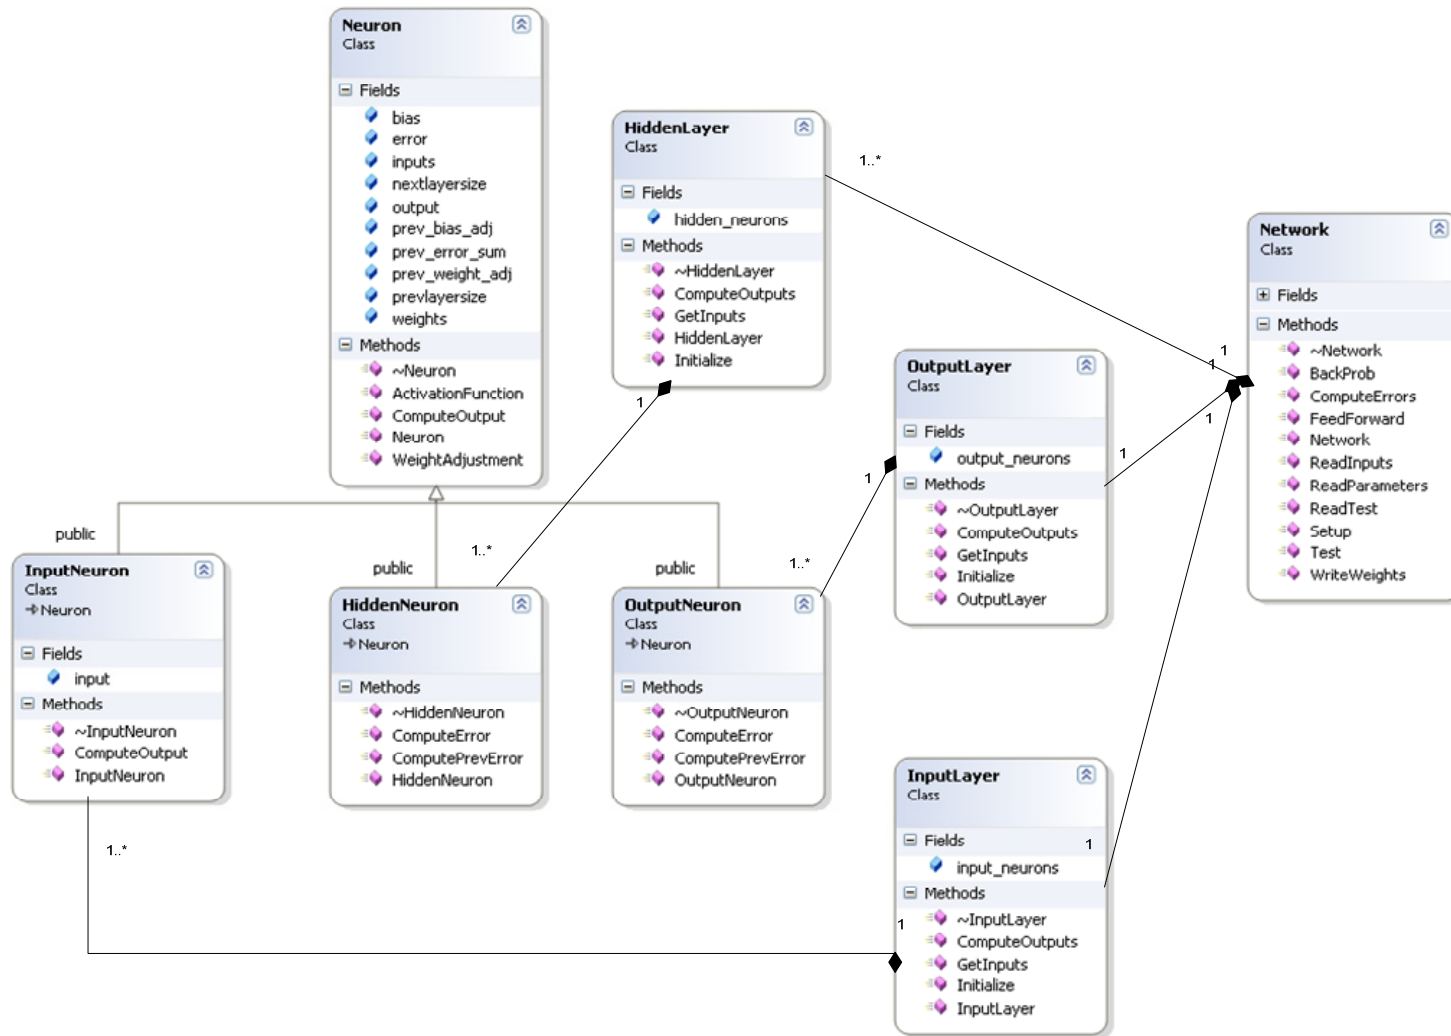 Neuron
Class
Fields
bias
error
inputs
nextlayersize
output
prev_bias_adj
prev_error_sum
prev_weight_adj
prevlayersize
weights
Methods
~Neuron
ActivationFunction
ComputeOutput
Neuron
WeightAdjustment
HiddenLayer
Class
Fields
hidden_neurons
Methods
~HiddenLayer
ComputeOutputs
GetInputs
HiddenLayer
Initialize
1..*
1
1
1
1
1
Network
Class
Fields
Methods
~Network
BackProb
ComputeErrors
FeedForward
Network
ReadInputs
ReadParameters
ReadTest
Setup
Test
WriteWeights
OutputLayer
Class
Fields
output_neurons
Methods
~OutputLayer
ComputeOutputs
GetInputs
Initialize
OutputLayer
1
1..*
1..*
public
public
public
InputNeuron
Class
Neuron
Fields
input
Methods
~InputNeuron
ComputeOutput
InputNeuron
HiddenNeuron
Class
Neuron
Methods
~HiddenNeuron
ComputeError
ComputePrevError
HiddenNeuron
OutputNeuron
Class
Neuron
Methods
~OutputNeuron
ComputeError
ComputePrevError
OutputNeuron
InputLayer
Class
Fields
input_neurons
Methods
~InputLayer
ComputeOutputs
GetInputs
Initialize
InputLayer
1
1
1..*